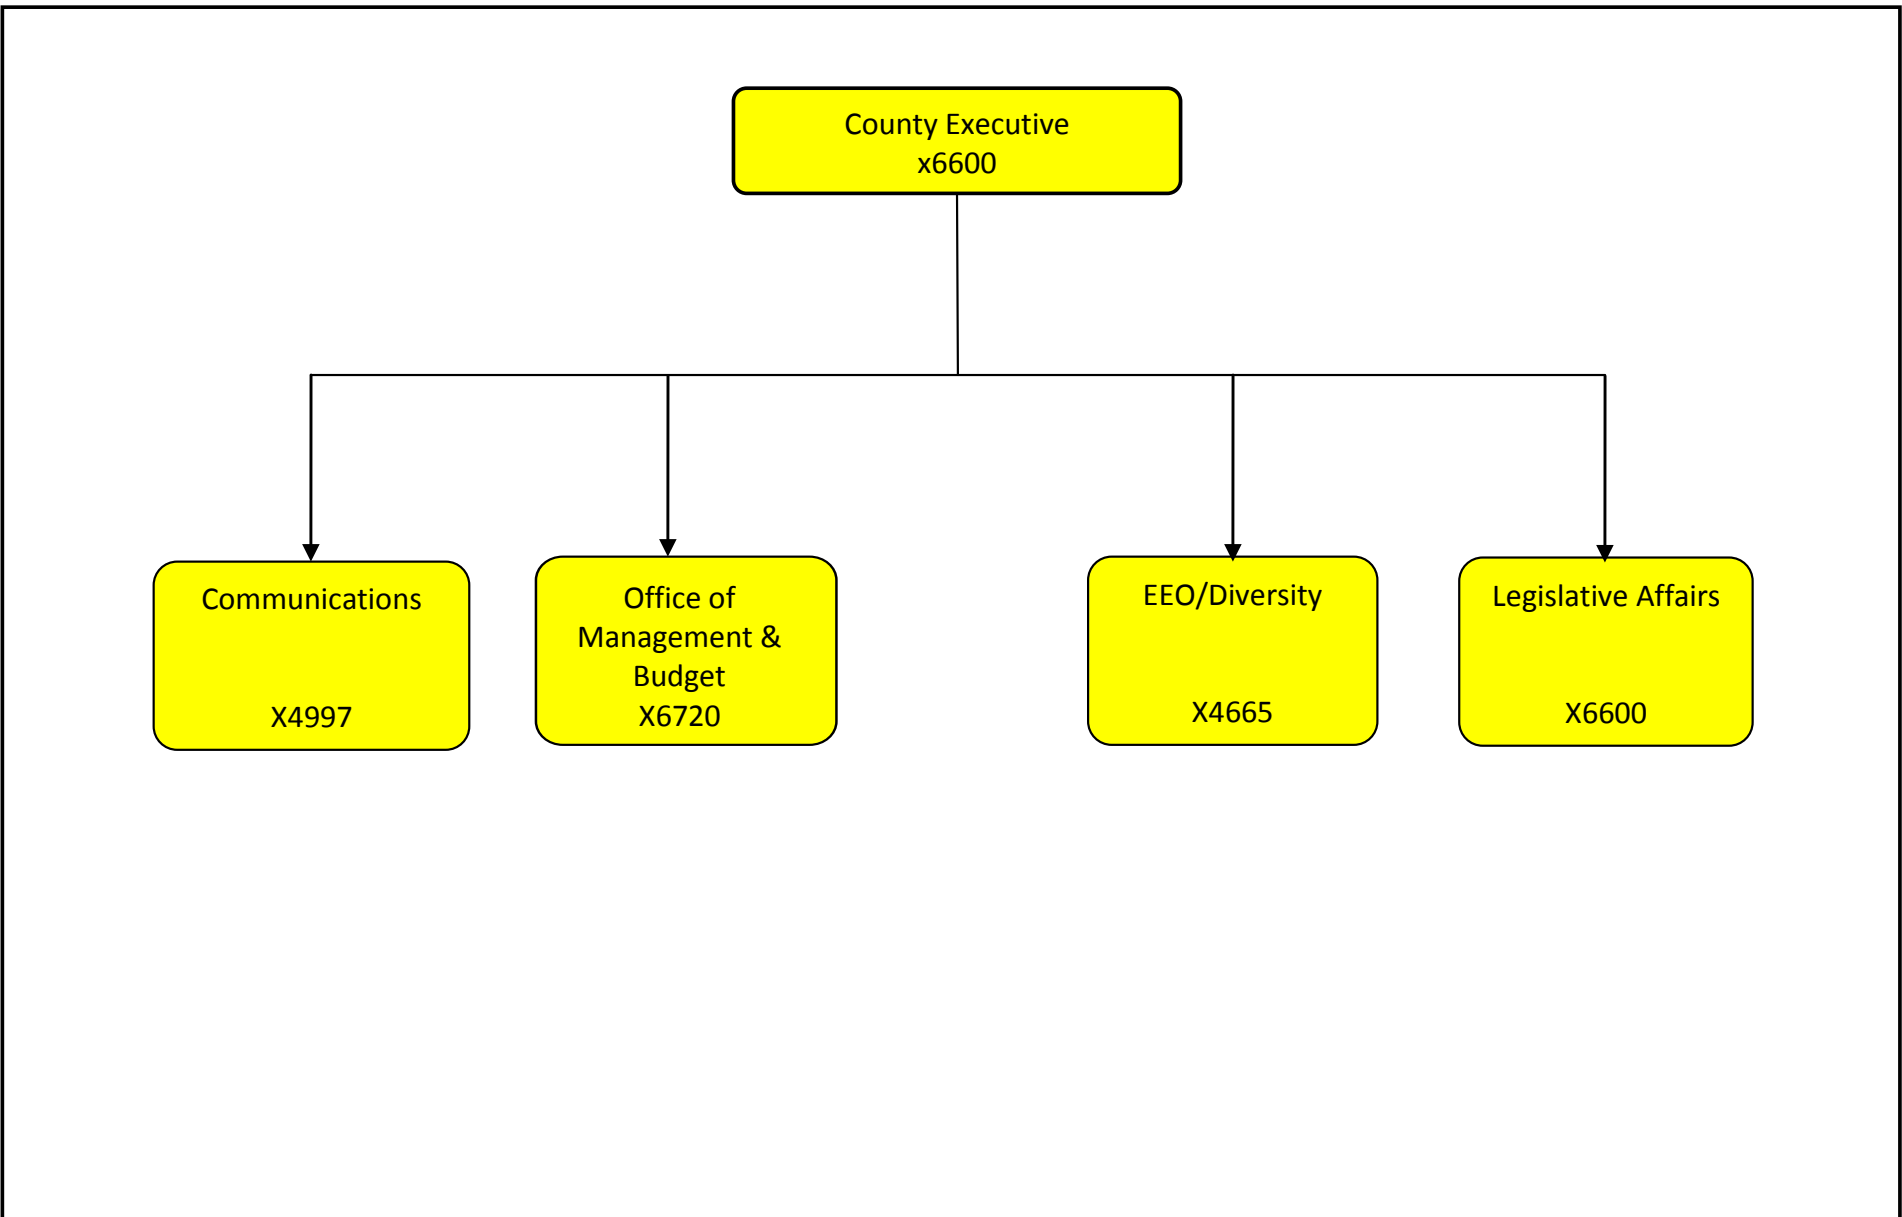 County Executive
x6600
Communications
X4997
Office of
Management &
Budget
X6720
EEO/Diversity
X4665
Legislative Affairs
X6600